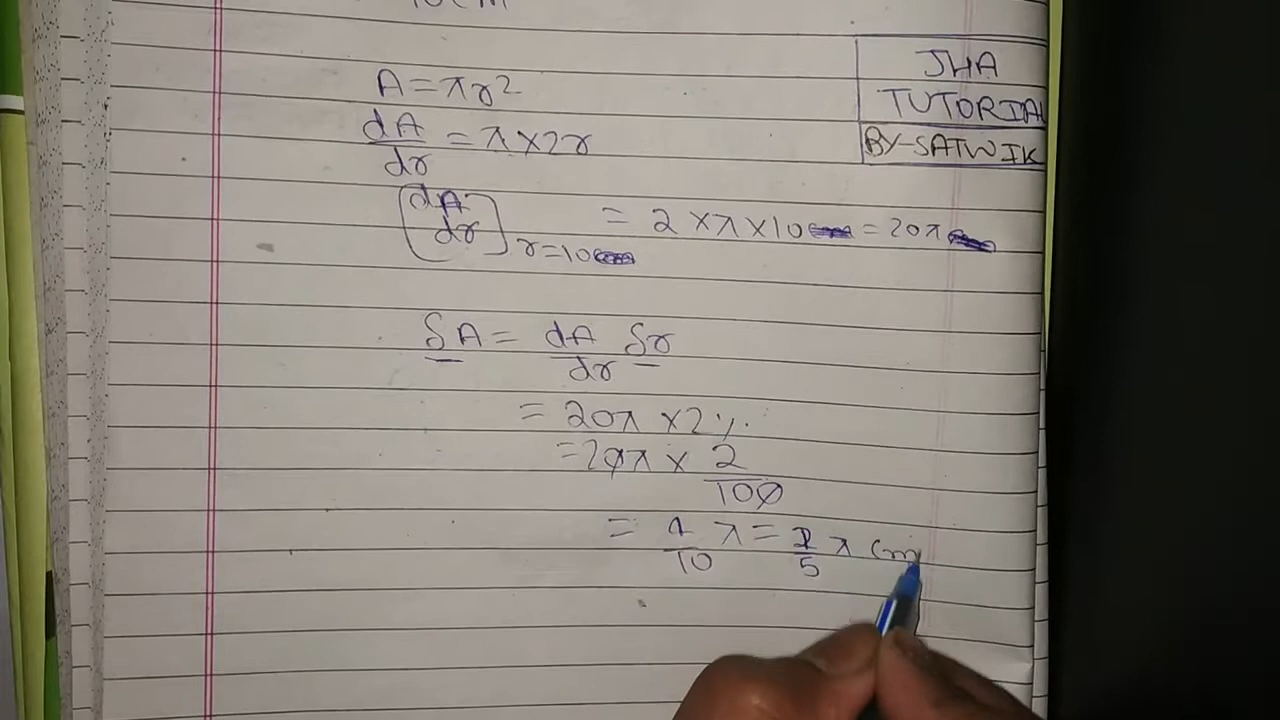 10cm
JHA
TUTORIAL
BY-SATWIK
A=πr2
dA/dr = π×2r
(dA/dr) r=10 = 2×π×10 = 20π
δA = dA/dr δr
= 20π ×2%
=20π × 2/100
= 4/10 π = 2/5 π cm